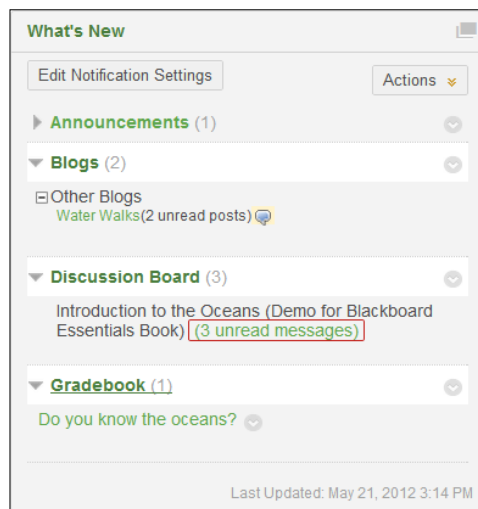 What's New
Edit Notification Settings
Actions
Announcements (1)
Blogs (2)
Other Blogs
Water Walks(2 unread posts)
Discussion Board (3)
Introduction to the Oceans (Demo for Blackboard
Essentials Book) (3 unread messages)
Gradebook (1)
Do you know the oceans?
Last Updated: May 21, 2012 3:14 PM